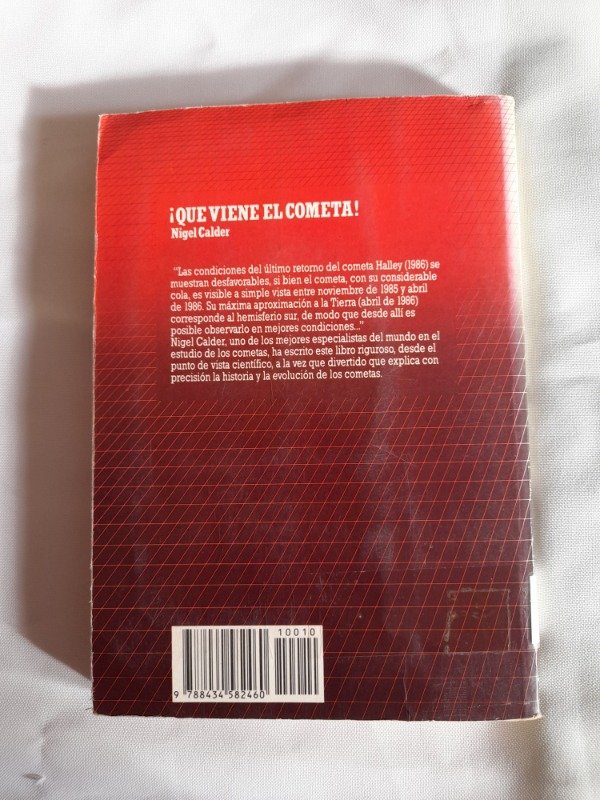 ¡QUE VIENE EL COMETA!
Nigel Calder
"Las condiciones del último retorno del cometa Halley (1986) se
muestran desfavorables, si bien el cometa, con su considerable
cola, es visible a simple vista entre noviembre de 1985 y abril
de 1986. Su máxima aproximación a la Tierra (abril de 1986)
corresponde al hemisferio sur, de modo que desde allí es
posible observarlo en mejores condiciones..."
Nigel Calder, uno de los mejores especialistas del mundo en el
estudio de los cometas, ha escrito este libro riguroso, desde el
punto de vista científico, a la vez que divertido que explica con
precisión la historia y la evolución de los cometas.
10010
9 788434 582460